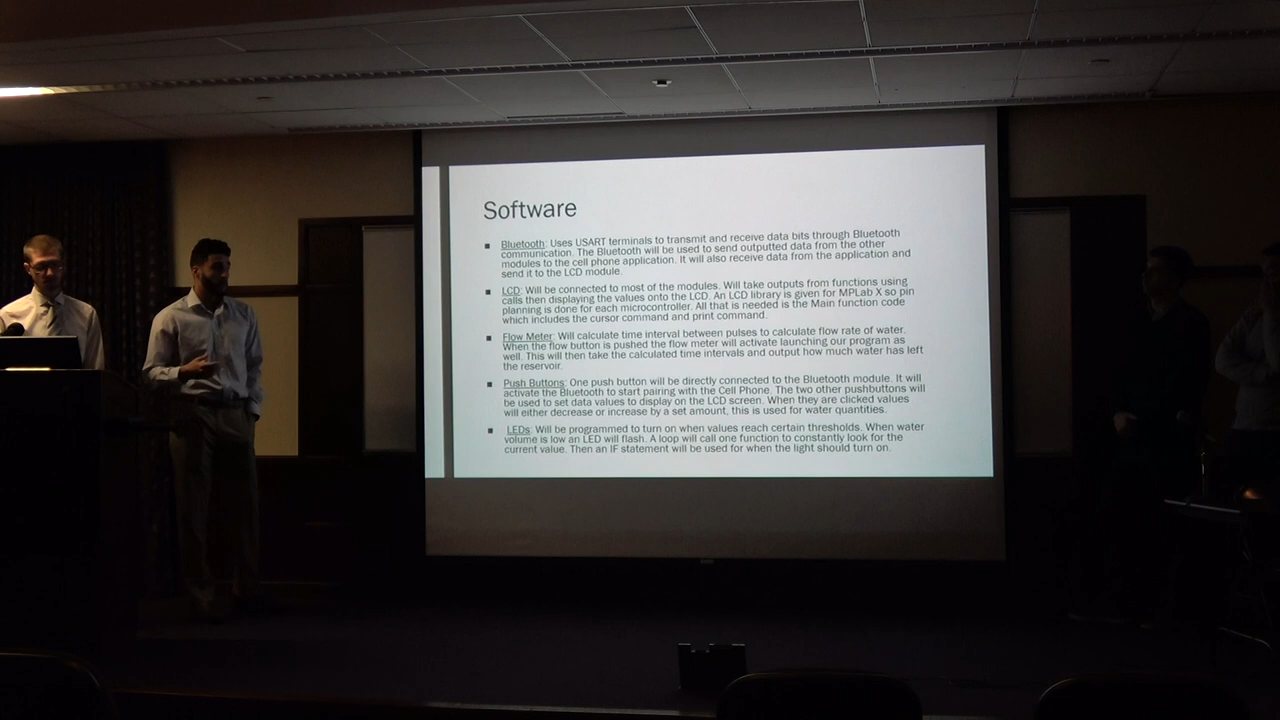 Software
Bluetooth: Uses USART terminals to transmit and receive data bits through Bluetooth
communication. The Bluetooth will be used to send outputted data from the other
modules to the cell phone application. It will also receive data from the application and
send it to the LCD module.
LCD: Will be connected to most of the modules. Will take outputs from functions using
calls then displaying the values onto the LCD. An LCD library is given for MPLab X so pin
planning is done for each microcontroller. All that is needed is the Main function code
which includes the cursor command and print command.
Flow Meter: Will calculate time interval between pulses to calculate flow rate of water.
When the flow button is pushed the flow meter will activate launching our program as
well. This will then take the calculated time intervals and output how much water has left
the reservoir.
Push Buttons: One push button will be directly connected to the Bluetooth module. It will
activate the Bluetooth to start pairing with the Cell Phone. The two other pushbuttons will
be used to set data values to display on the LCD screen. When they are clicked values
will either decrease or increase by a set amount, this is used for water quantities.
LEDs: Will be programmed to turn on when values reach certain thresholds. When water
volume is low an LED will flash. A loop will call one function to constantly look for the
current value. Then an IF statement will be used for when the light should turn on.